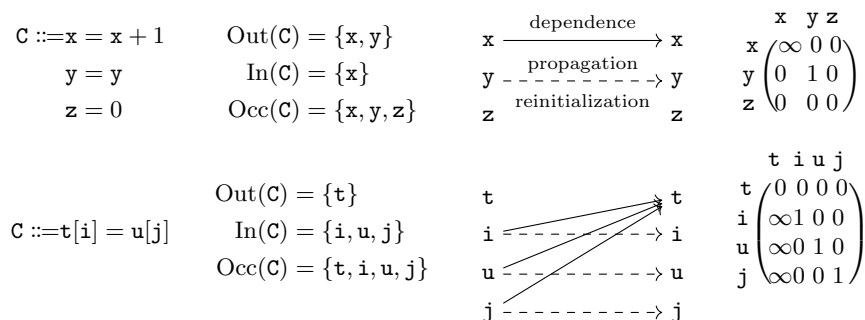 C ::=x = x + 1
y = y
z = 0
Out(C) = {x, y}
In(C) = {x}
Occ(C) = {x, y, z}
x dependence x
y propagation y
z reinitialization z
x y z
x ∞ 0 0
y 0 1 0
z 0 0 0
C ::=t[i] = u[j]
Out(C) = {t}
In(C) = {i, u, j}
Occ(C) = {t, i, u, j}
t t
i i
u u
j j
t i u j
t 0 0 0 0
i ∞ 1 0 0
u ∞ 0 1 0
j ∞ 0 0 1